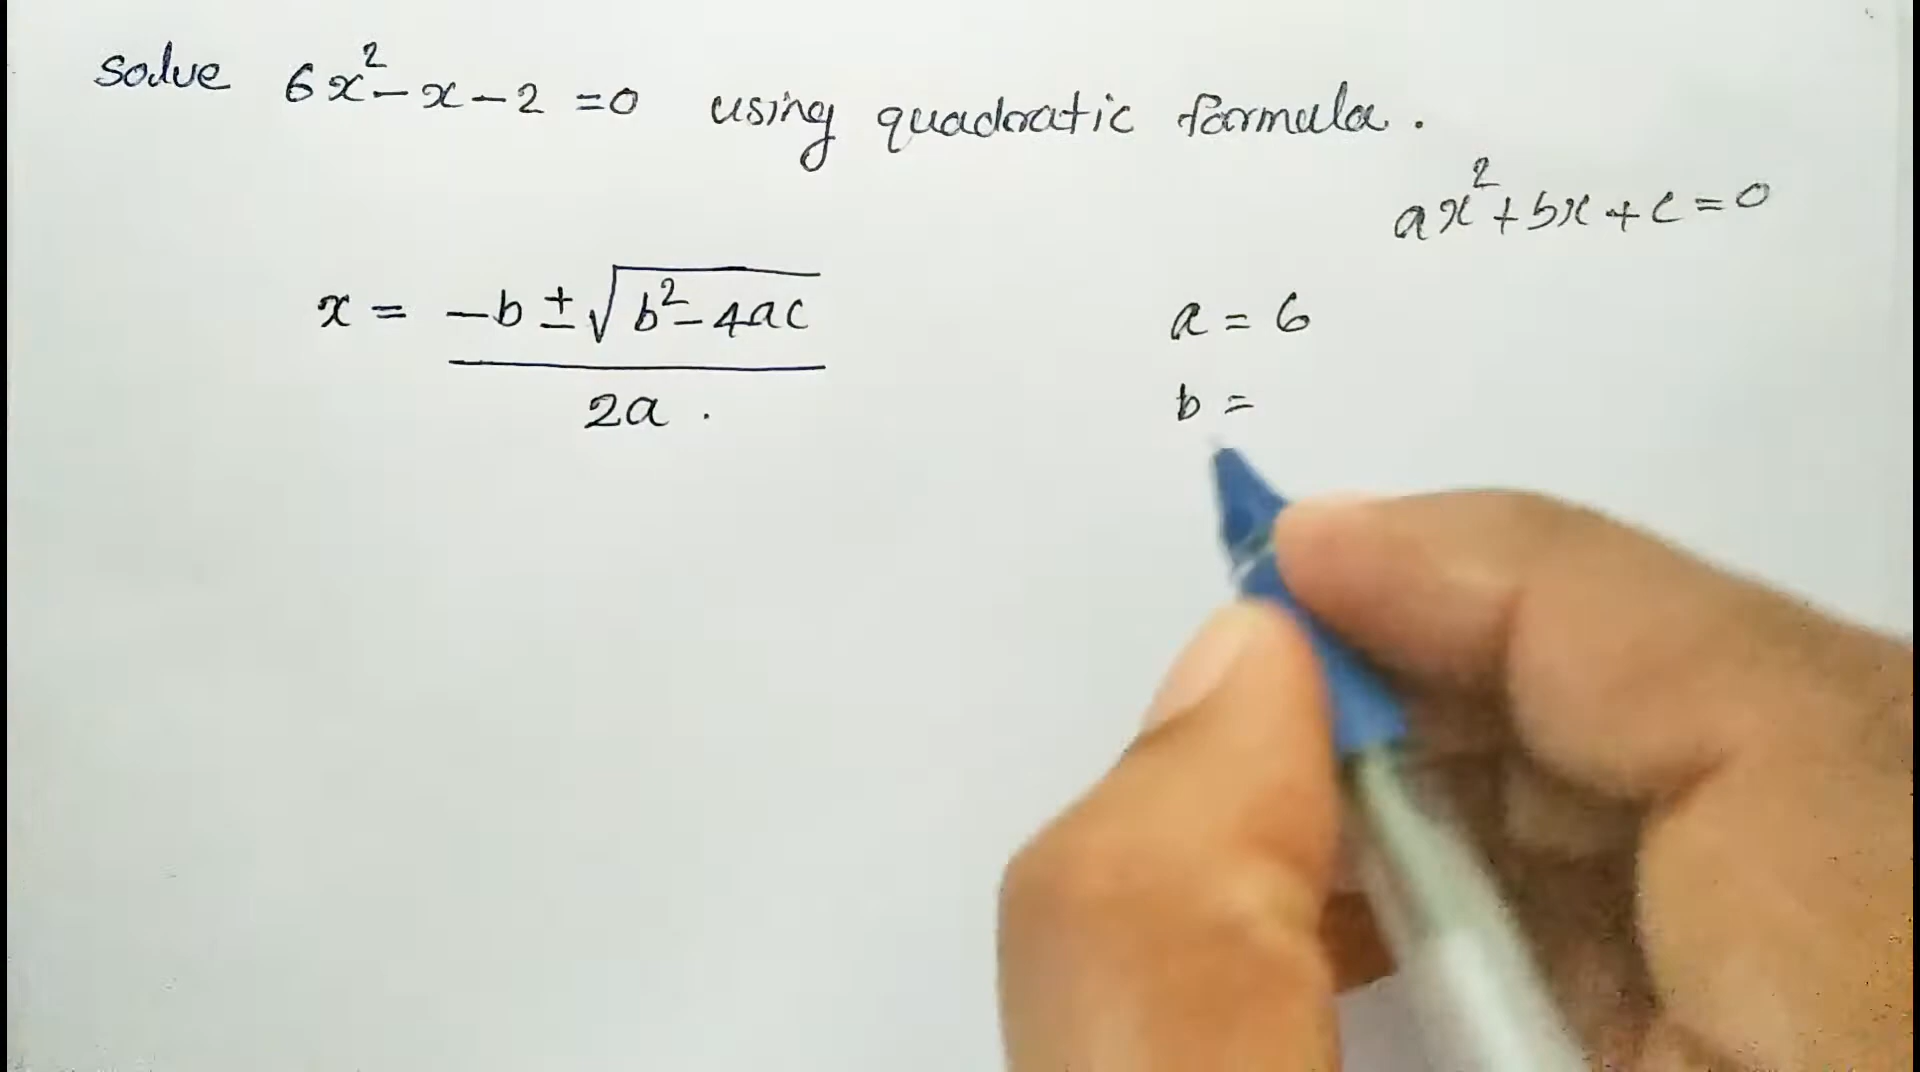 solve 6x² - x - 2 = 0 using quadratic formula.
ax² + bx + c = 0
x = -b ± √(b² - 4ac) / 2a .
a = 6
b =